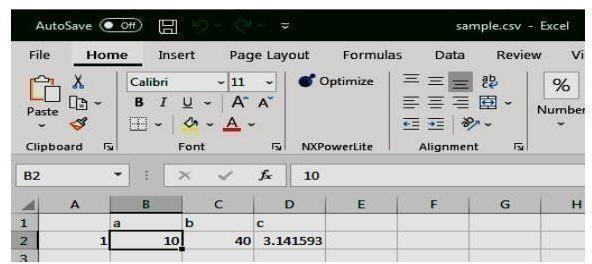 AutoSave Off sample.csv - Excel
File Home Insert Page Layout Formulas Data Review Vi
Calibri 11 Optimize %
Paste B I U A A ab Number
A
Clipboard Font NXPowerLite Alignment
B2 fx 10
A B C D E F G H
1 a b c
2 1 10 40 3.141593
3